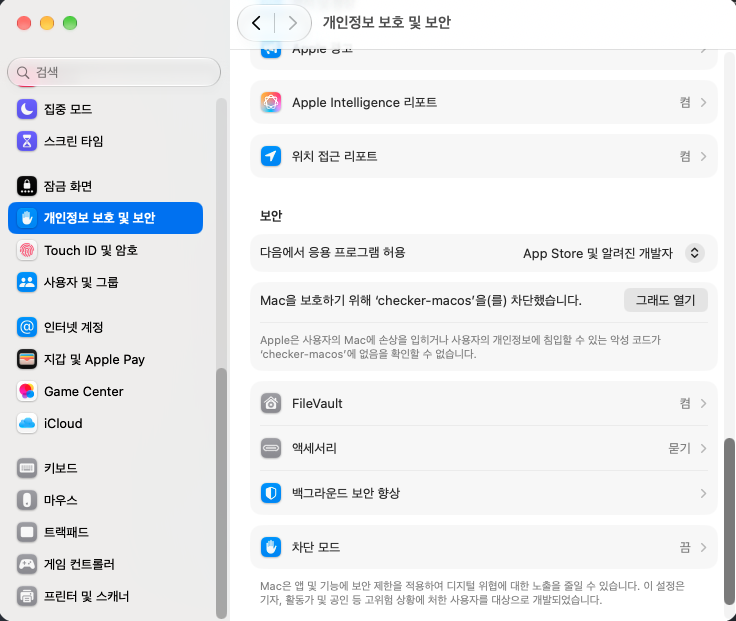 개인정보 보호 및 보안
검색
집중 모드
스크린 타임
잠금 화면
개인정보 보호 및 보안
Touch ID 및 암호
사용자 및 그룹
인터넷 계정
지갑 및 Apple Pay
Game Center
iCloud
키보드
마우스
트랙패드
게임 컨트롤러
프린터 및 스캐너
Apple 광고
Apple Intelligence 리포트 켬
위치 접근 리포트 켬
보안
다음에서 응용 프로그램 허용 App Store 및 알려진 개발자
Mac을 보호하기 위해 ‘checker-macos’을(를) 차단했습니다. 그래도 열기
Apple은 사용자의 Mac에 손상을 입히거나 사용자의 개인정보에 침입할 수 있는 악성 코드가
‘checker-macos’에 없음을 확인할 수 없습니다.
FileVault 켬
액세서리 묻기
백그라운드 보안 향상
차단 모드 끔
Mac은 앱 및 기능에 보안 제한을 적용하여 디지털 위협에 대한 노출을 줄일 수 있습니다. 이 설정은
기자, 활동가 및 공인 등 고위험 상황에 처한 사용자를 대상으로 개발되었습니다.